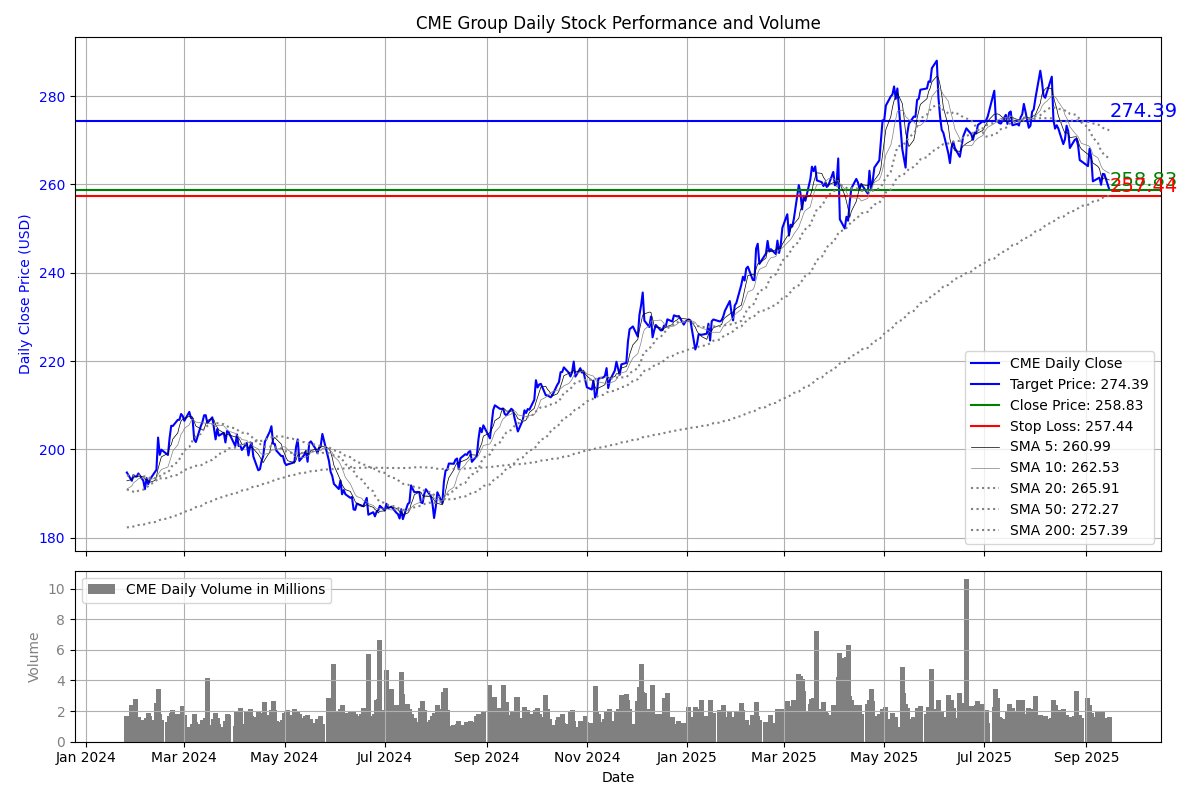 CME Group Daily Stock Performance and Volume
Daily Close Price (USD)
280
260
240
220
200
180
274.39
258.83
257.44
CME Daily Close
Target Price: 274.39
Close Price: 258.83
Stop Loss: 257.44
SMA 5: 260.99
SMA 10: 262.53
SMA 20: 265.91
SMA 50: 272.27
SMA 200: 257.39
Volume
10
8
6
4
2
0
CME Daily Volume in Millions
Jan 2024 Mar 2024 May 2024 Jul 2024 Sep 2024 Nov 2024 Jan 2025 Mar 2025 May 2025 Jul 2025 Sep 2025
Date